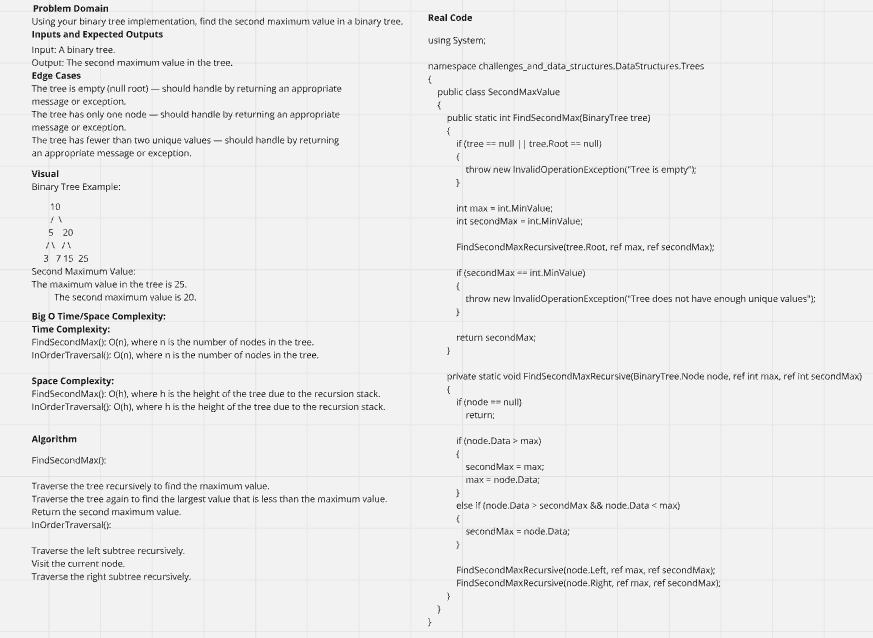 Problem Domain
Using your binary tree implementation, find the second maximum value in a binary tree.
Inputs and Expected Outputs
Input: A binary tree.
Output: The second maximum value in the tree.
Edge Cases
The tree is empty (null root) — should handle by returning an appropriate
message or exception.
The tree has only one node — should handle by returning an appropriate
message or exception.
The tree has fewer than two unique values — should handle by returning
an appropriate message or exception.
Visual
Binary Tree Example:
10
/ \
5 20
/ \ / \
3 7 15 25
Second Maximum Value:
The maximum value in the tree is 25.
The second maximum value is 20.
Big O Time/Space Complexity:
Time Complexity:
FindSecondMax(): O(n), where n is the number of nodes in the tree.
InOrderTraversal(): O(n), where n is the number of nodes in the tree.
Space Complexity:
FindSecondMax(): O(h), where h is the height of the tree due to the recursion stack.
InOrderTraversal(): O(h), where h is the height of the tree due to the recursion stack.
Algorithm
FindSecondMax():
Traverse the tree recursively to find the maximum value.
Traverse the tree again to find the largest value that is less than the maximum value.
Return the second maximum value.
InOrderTraversal():
Traverse the left subtree recursively.
Visit the current node.
Traverse the right subtree recursively.
Real Code
using System;
namespace challenges_and_data_structures.DataStructures.Trees
{
public class SecondMaxValue
{
public static int FindSecondMax(BinaryTree tree)
{
if (tree == null || tree.Root == null)
{
throw new InvalidOperationException("Tree is empty");
}
int max = int.MinValue;
int secondMax = int.MinValue;
FindSecondMaxRecursive(tree.Root, ref max, ref secondMax);
if (secondMax == int.MinValue)
{
throw new InvalidOperationException("Tree does not have enough unique values");
}
return secondMax;
}
private static void FindSecondMaxRecursive(BinaryTree.Node node, ref int max, ref int secondMax)
{
if (node == null)
return;
if (node.Data > max)
{
secondMax = max;
max = node.Data;
}
else if (node.Data > secondMax && node.Data < max)
{
secondMax = node.Data;
}
FindSecondMaxRecursive(node.Left, ref max, ref secondMax);
FindSecondMaxRecursive(node.Right, ref max, ref secondMax);
}
}
}